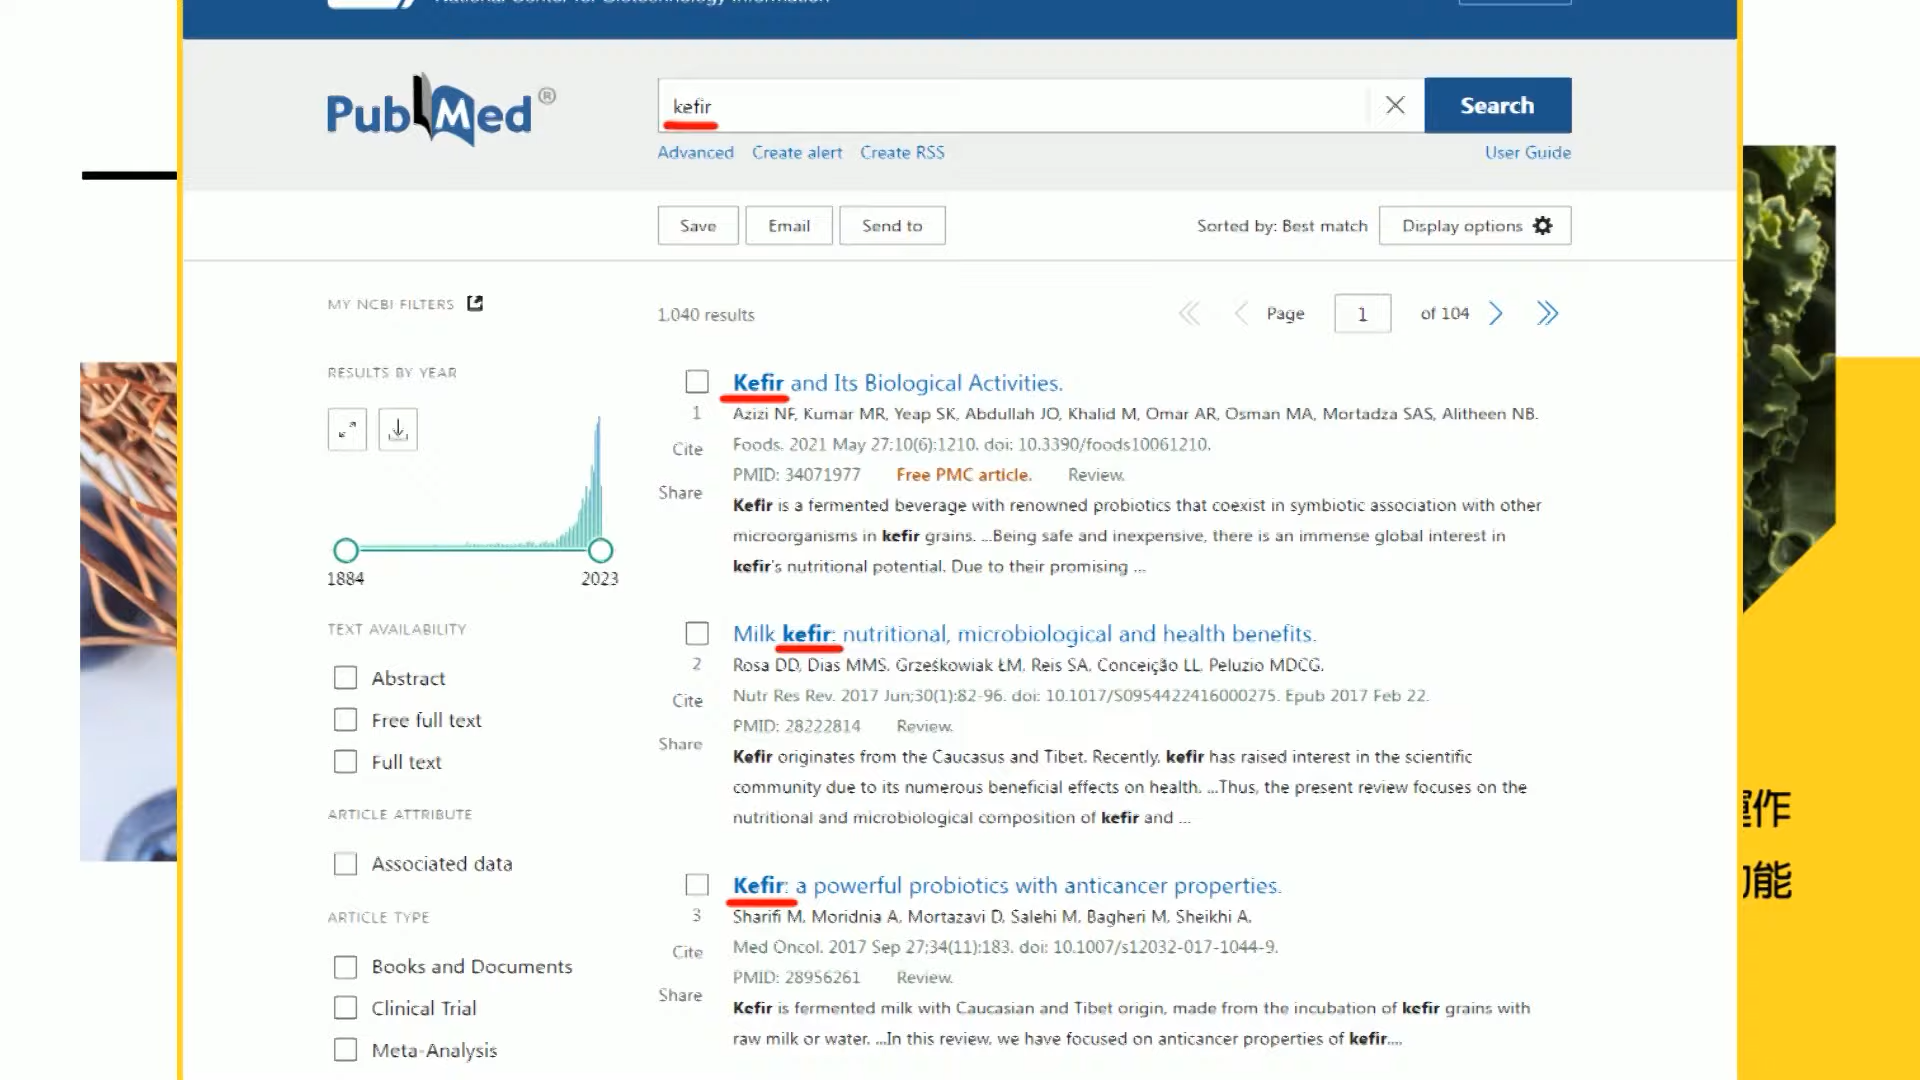 National Center for Biotechnology Information
PubMed®
kefir
Search
Advanced
Create alert
Create RSS
User Guide
Save
Email
Send to
Sorted by: Best match
Display options
MY NCBI FILTERS
1,040 results
Page
1
of 104
RESULTS BY YEAR
1884
2023
Kefir and Its Biological Activities.
1
Azizi NF, Kumar MR, Yeap SK, Abdullah JO, Khalid M, Omar AR, Osman MA, Mortadza SAS, Alitheen NB.
Cite
Foods. 2021 May 27;10(6):1210. doi: 10.3390/foods10061210.
PMID: 34071977 Free PMC article. Review.
Share
Kefir is a fermented beverage with renowned probiotics that coexist in symbiotic association with other
microorganisms in kefir grains. ...Being safe and inexpensive, there is an immense global interest in
kefir's nutritional potential. Due to their promising ...
Milk kefir: nutritional, microbiological and health benefits.
2
Rosa DD, Dias MMS, Grześkowiak ŁM, Reis SA, Conceição LL, Peluzio MDCG.
Cite
Nutr Res Rev. 2017 Jun;30(1):82-96. doi: 10.1017/S0954422416000275. Epub 2017 Feb 22.
PMID: 28222814 Review.
Share
Kefir originates from the Caucasus and Tibet. Recently, kefir has raised interest in the scientific
community due to its numerous beneficial effects on health. ...Thus, the present review focuses on the
nutritional and microbiological composition of kefir and ...
Kefir: a powerful probiotics with anticancer properties.
3
Sharifi M, Moridnia A, Mortazavi D, Salehi M, Bagheri M, Sheikhi A.
Cite
Med Oncol. 2017 Sep 27;34(11):183. doi: 10.1007/s12032-017-1044-9.
PMID: 28956261 Review.
Share
Kefir is fermented milk with Caucasian and Tibet origin, made from the incubation of kefir grains with
raw milk or water. ...In this review, we have focused on anticancer properties of kefir....
TEXT AVAILABILITY
Abstract
Free full text
Full text
ARTICLE ATTRIBUTE
Associated data
ARTICLE TYPE
Books and Documents
Clinical Trial
Meta-Analysis
運作
功能